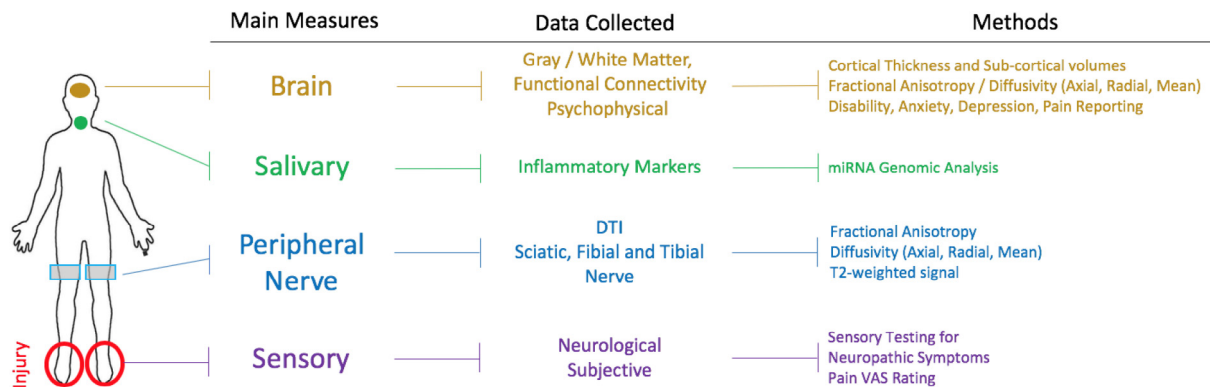 Main Measures
Data Collected
Methods
Brain
Gray / White Matter,
Functional Connectivity
Psychophysical
Cortical Thickness and Sub-cortical volumes
Fractional Anisotropy / Diffusivity (Axial, Radial, Mean)
Disability, Anxiety, Depression, Pain Reporting
Salivary
Inflammatory Markers
miRNA Genomic Analysis
Peripheral
Nerve
DTI
Sciatic, Fibial and Tibial
Nerve
Fractional Anisotropy
Diffusivity (Axial, Radial, Mean)
T2-weighted signal
Injury
Sensory
Neurological
Subjective
Sensory Testing for
Neuropathic Symptoms
Pain VAS Rating